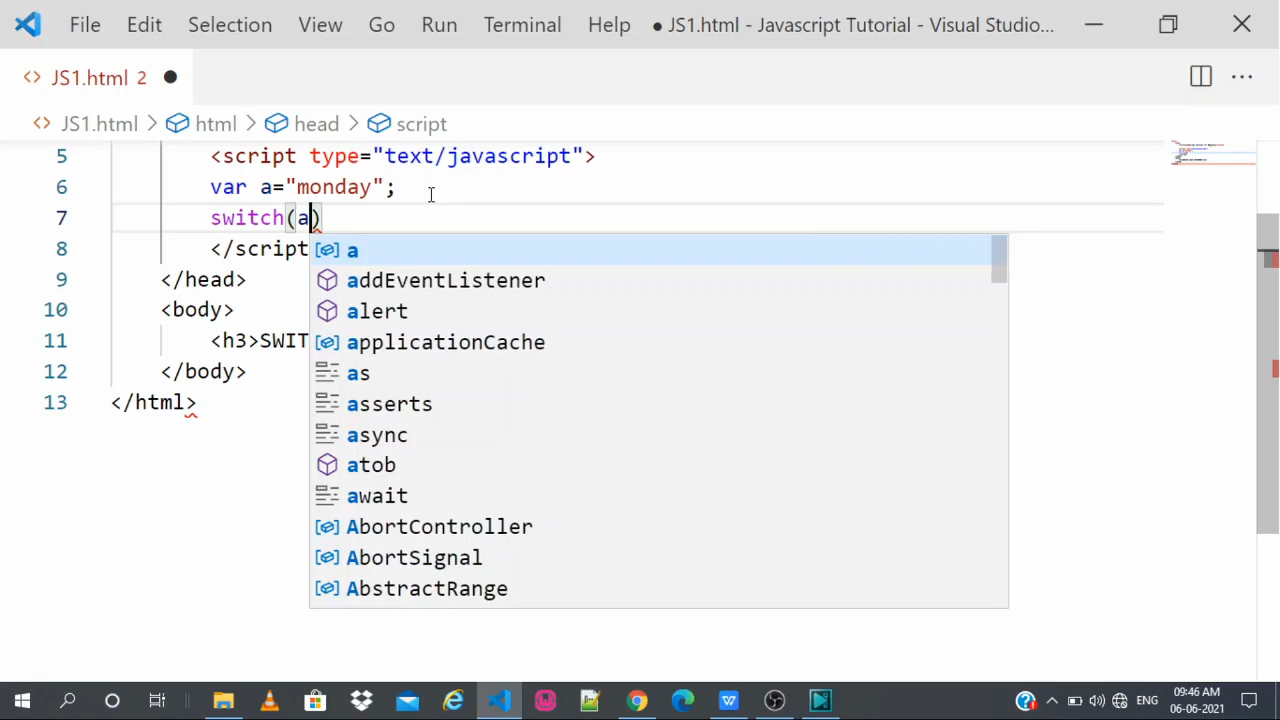 File Edit Selection View Go Run Terminal Help ● JS1.html - Javascript Tutorial - Visual Studio...
<> JS1.html 2 ●
<> JS1.html > html > head > script
5 <script type="text/javascript">
6 var a="monday";
7 switch(a)
8 </script
9 </head>
10 <body>
11 <h3>SWIT
12 </body>
13 </html>
a
addEventListener
alert
applicationCache
as
asserts
async
atob
await
AbortController
AbortSignal
AbstractRange
ENG 09:46 AM
06-06-2021